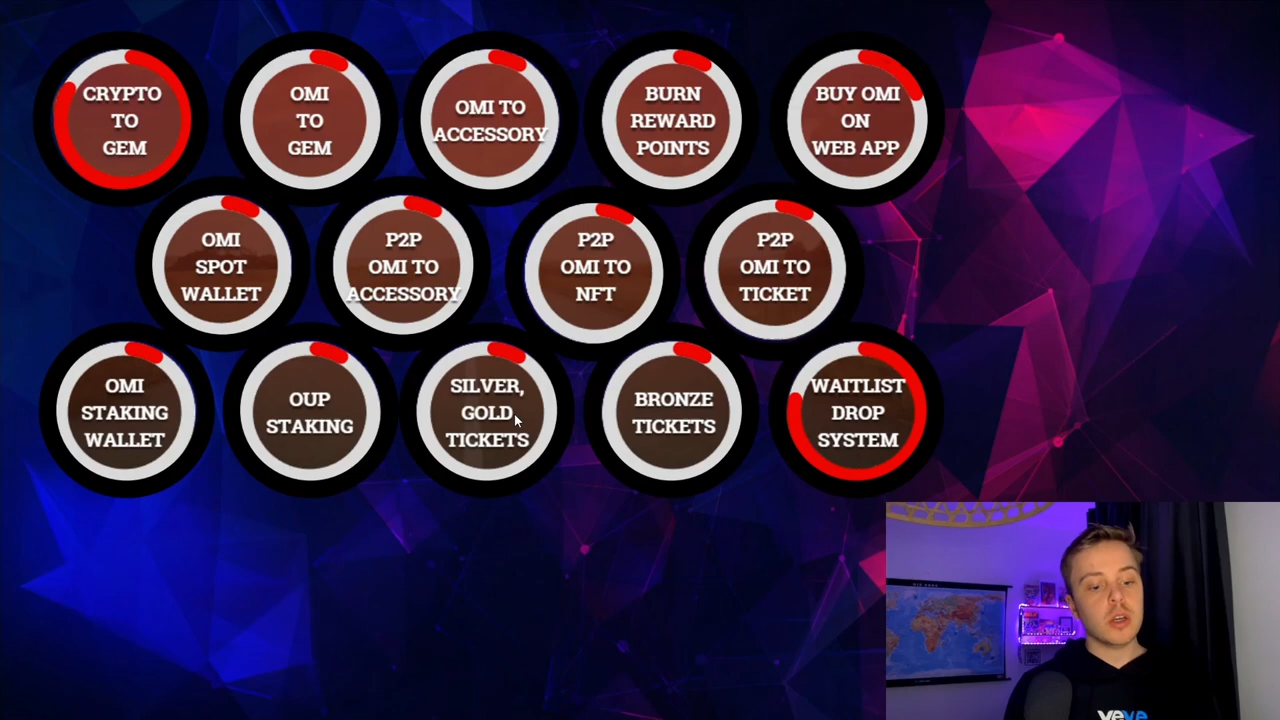 CRYPTO
TO
GEM
OMI
TO
GEM
OMI TO
ACCESSORY
BURN
REWARD
POINTS
BUY OMI
ON
WEB APP
OMI
SPOT
WALLET
P2P
OMI TO
ACCESSORY
P2P
OMI TO
NFT
P2P
OMI TO
TICKET
OMI
STAKING
WALLET
OUP
STAKING
SILVER,
GOLD
TICKETS
BRONZE
TICKETS
WAITLIST
DROP
SYSTEM
veve